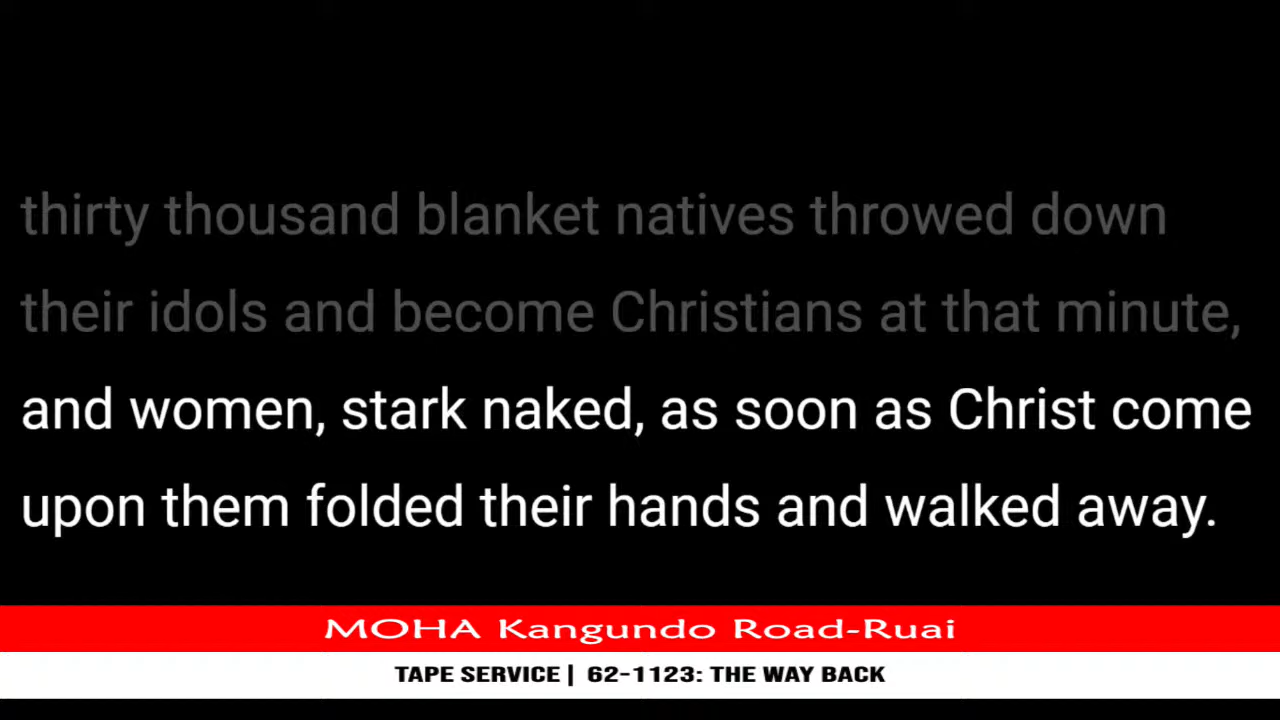 thirty thousand blanket natives throwed down
their idols and become Christians at that minute,
and women, stark naked, as soon as Christ come
upon them folded their hands and walked away.
MOHA Kangundo Road-Ruai
TAPE SERVICE | 62-1123: THE WAY BACK